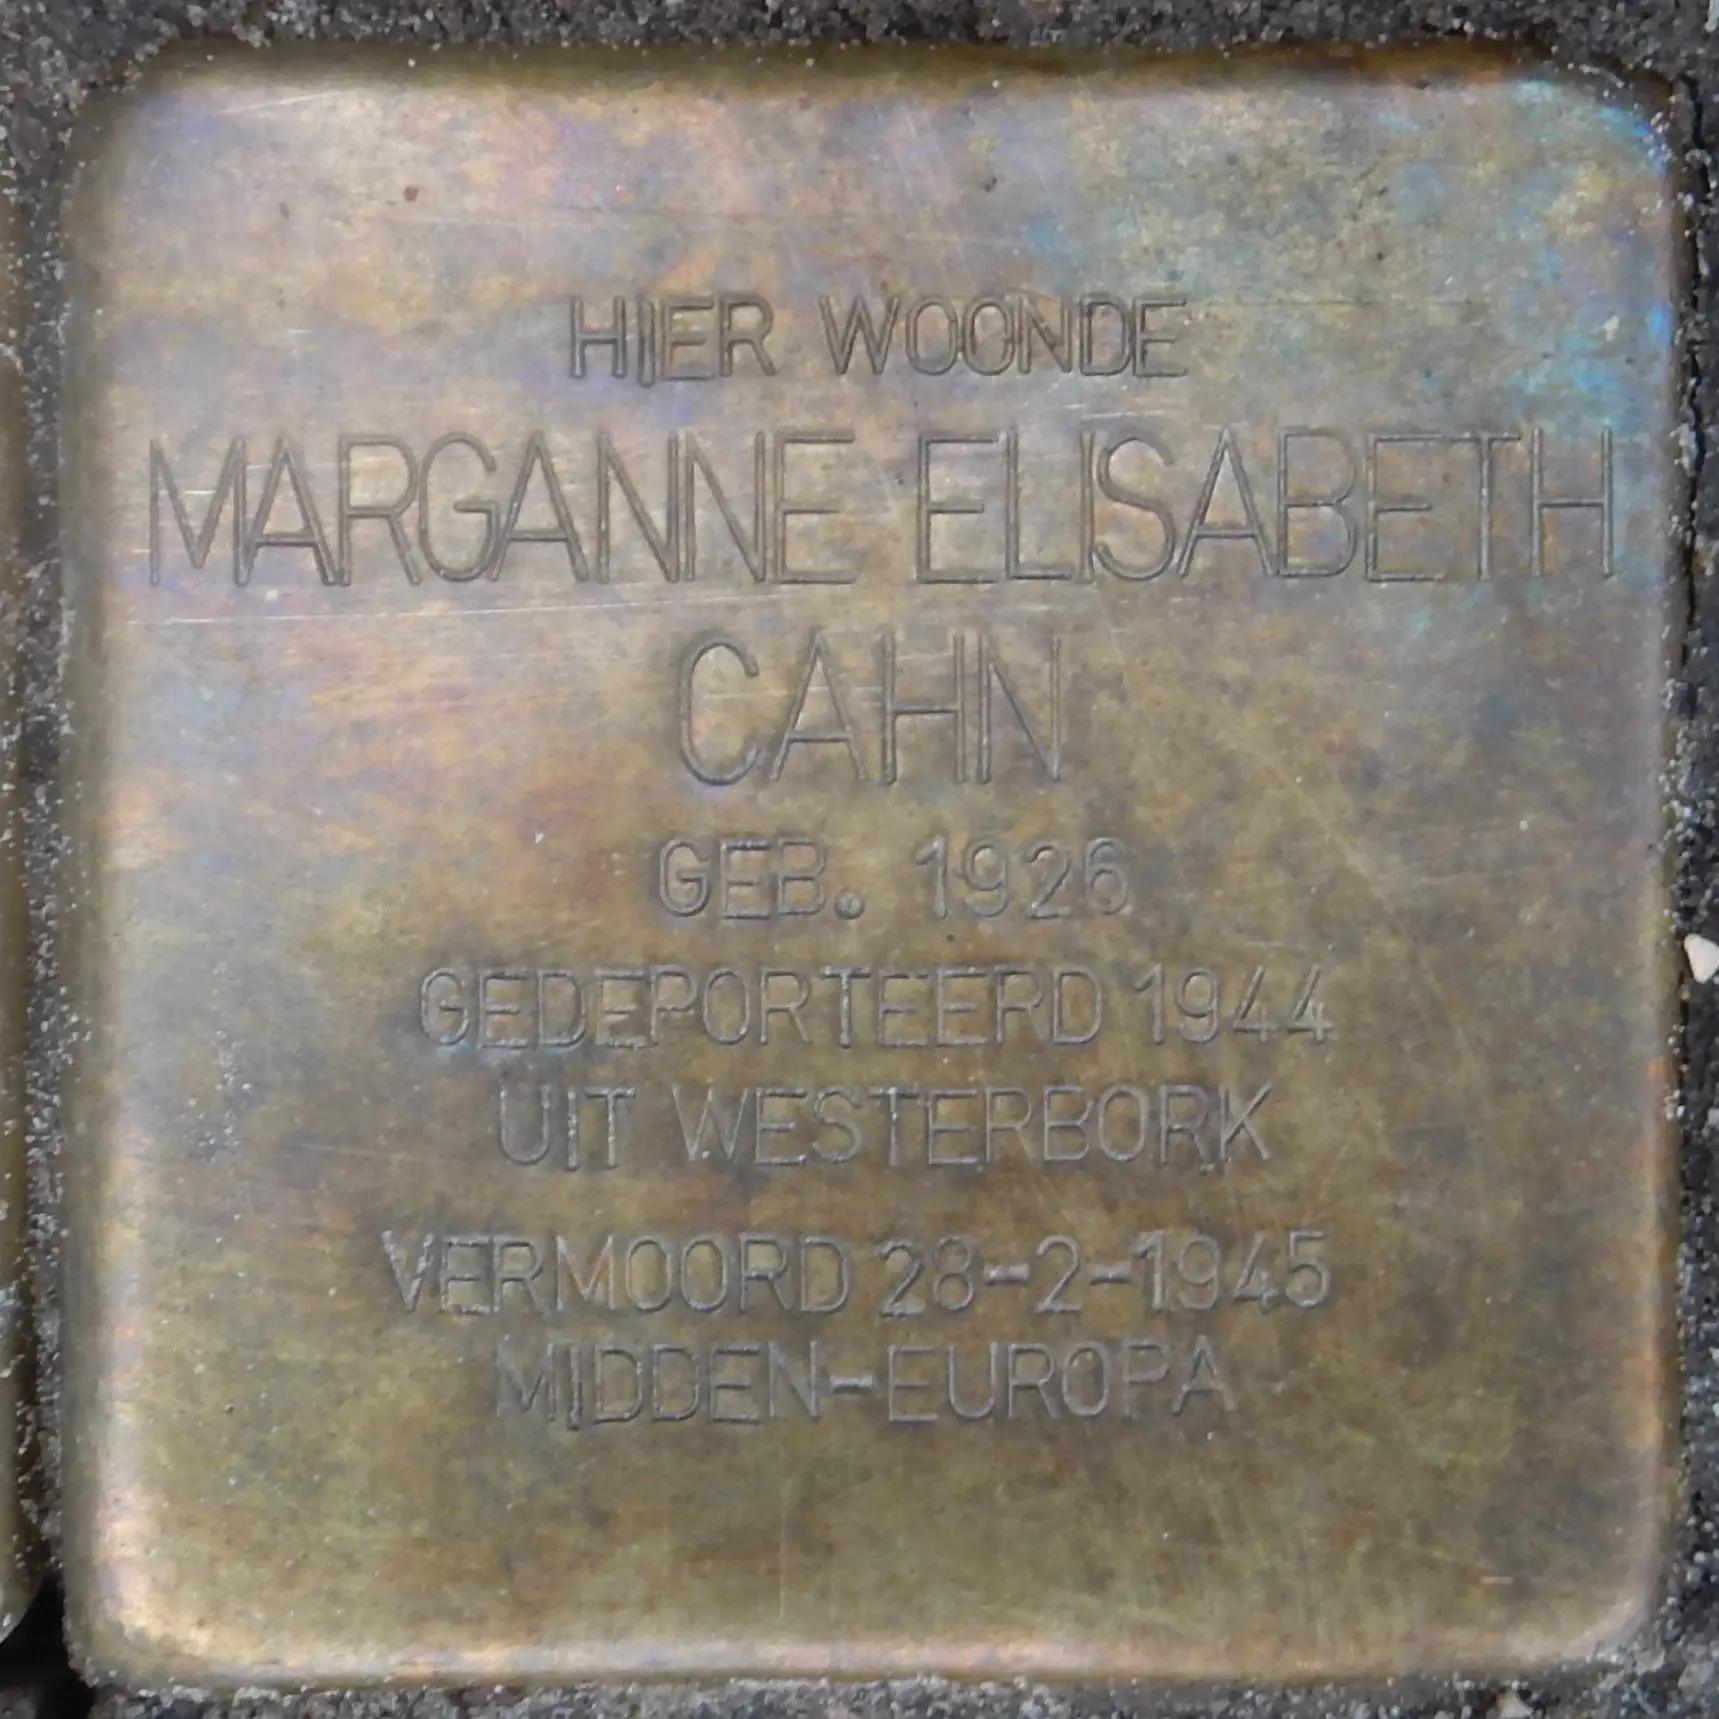 HIER WOONDE
MARGANNE ELISABETH
CAHN
GEB. 1926
GEDEPORTEERD 1944
UIT WESTERBORK
VERMOORD 28-2-1945
MIDDEN-EUROPA